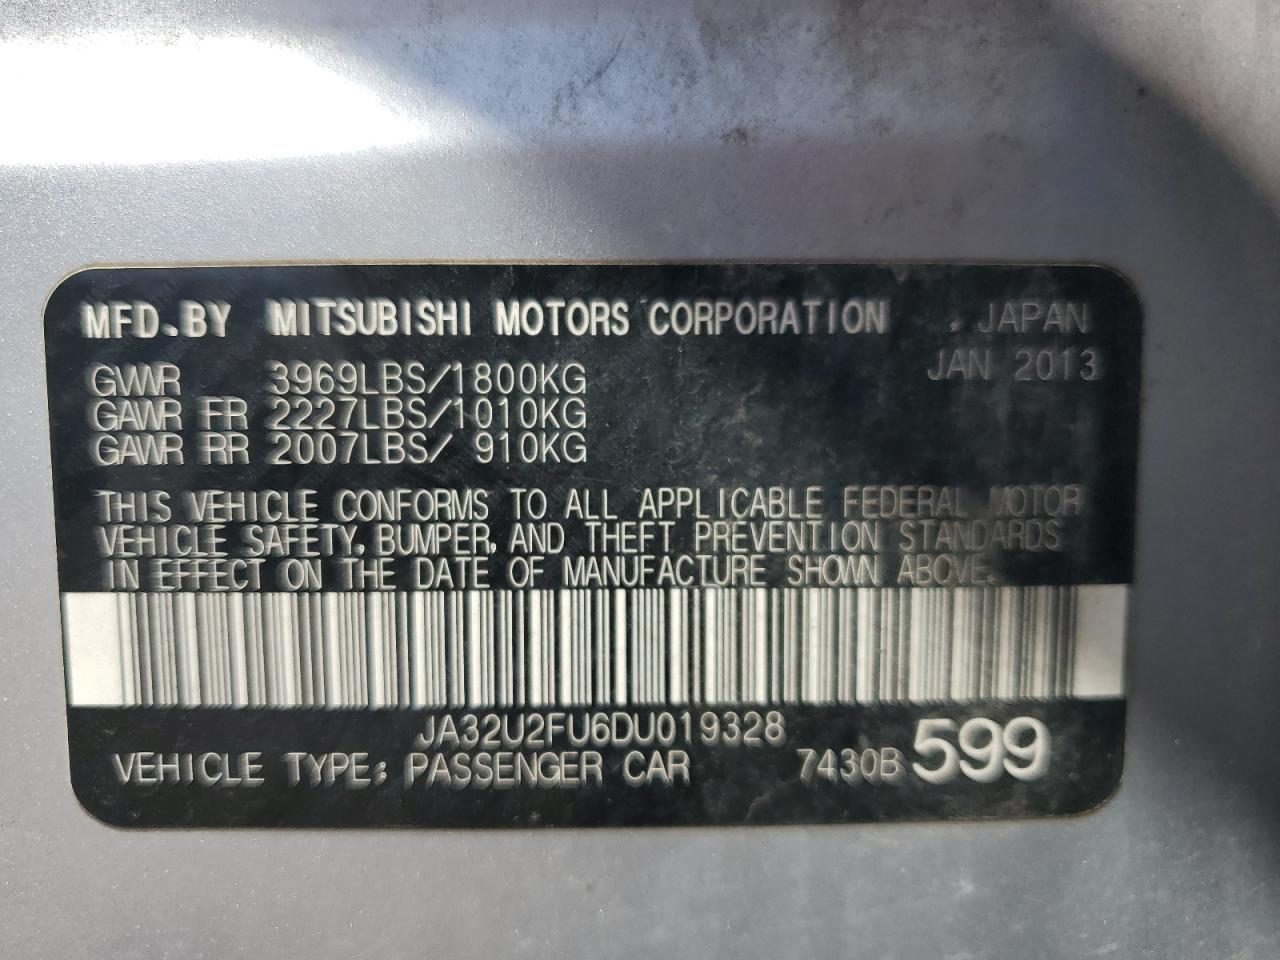 MFD.BY MITSUBISHI MOTORS CORPORATION , JAPAN
JAN 2013
GVWR 3969LBS/1800KG
GAWR FR 2227LBS/1010KG
GAWR RR 2007LBS/ 910KG
THIS VEHICLE CONFORMS TO ALL APPLICABLE FEDERAL MOTOR
VEHICLE SAFETY, BUMPER, AND THEFT PREVENTION STANDARDS
IN EFFECT ON THE DATE OF MANUFACTURE SHOWN ABOVE.
JA32U2FU6DU019328
VEHICLE TYPE: PASSENGER CAR 7430B 599